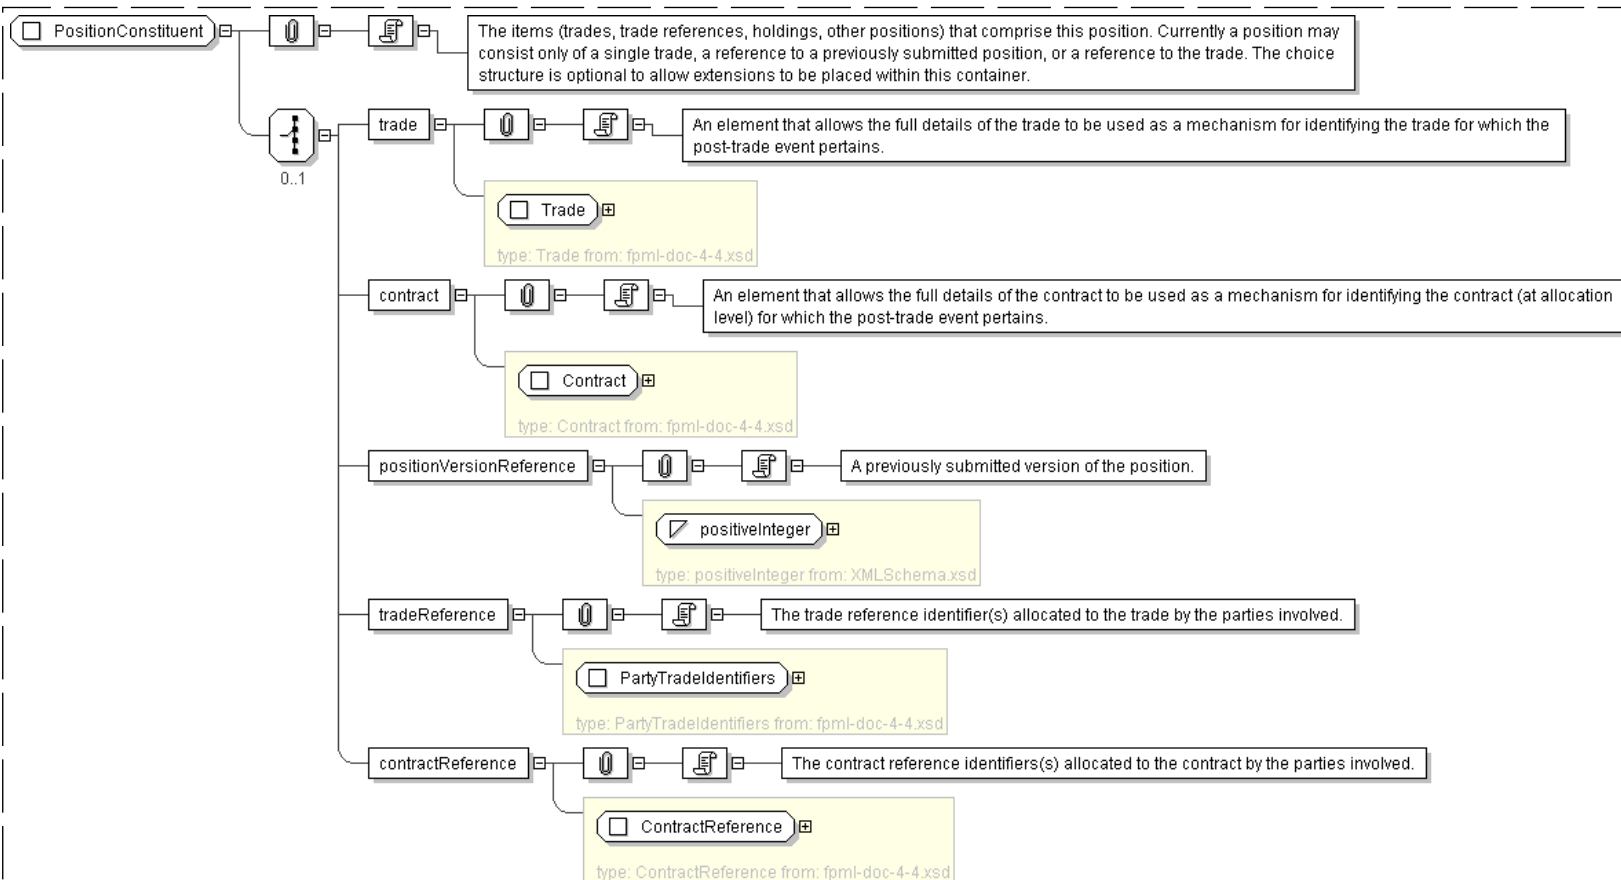 PositionConstituent
The items (trades, trade references, holdings, other positions) that comprise this position. Currently a position may
consist only of a single trade, a reference to a previously submitted position, or a reference to the trade. The choice
structure is optional to allow extensions to be placed within this container.
0..1
trade
An element that allows the full details of the trade to be used as a mechanism for identifying the trade for which the
post-trade event pertains.
Trade
type: Trade from: fpml-doc-4-4.xsd
contract
An element that allows the full details of the contract to be used as a mechanism for identifying the contract (at allocation
level) for which the post-trade event pertains.
Contract
type: Contract from: fpml-doc-4-4.xsd
positionVersionReference
A previously submitted version of the position.
positiveInteger
type: positiveInteger from: XMLSchema.xsd
tradeReference
The trade reference identifier(s) allocated to the trade by the parties involved.
PartyTradeIdentifiers
type: PartyTradeIdentifiers from: fpml-doc-4-4.xsd
contractReference
The contract reference identifiers(s) allocated to the contract by the parties involved.
ContractReference
type: ContractReference from: fpml-doc-4-4.xsd